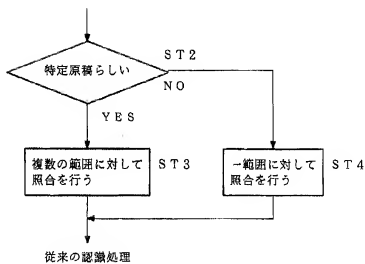 ST2
特定原稿らしい
NO
YES
複数の範囲に対して
照合を行う
ST3
一範囲に対して
照合を行う
ST4
従来の認識処理